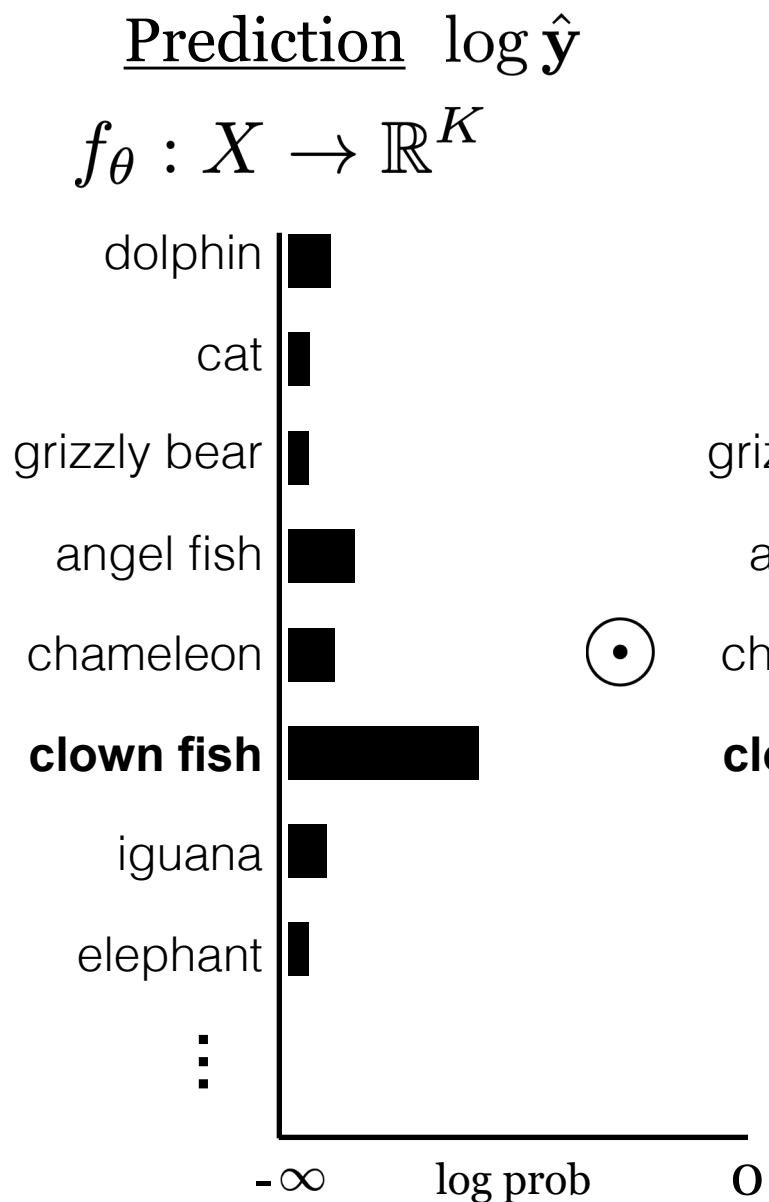 Prediction log ŷ
f_θ : X → ℝ^K
dolphin
cat
grizzly bear
angel fish
chameleon
clown fish
iguana
elephant
⋮
-∞ log prob 0